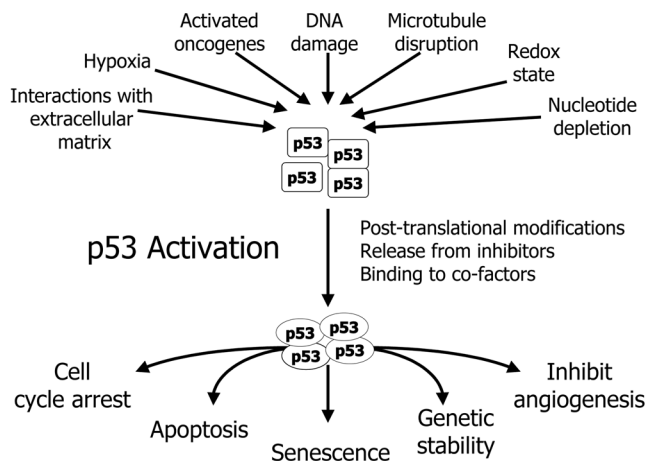 Activated
oncogenes
DNA
damage
Microtubule
disruption
Hypoxia
Redox
state
Interactions with
extracellular
matrix
Nucleotide
depletion
p53
p53
p53
p53
p53 Activation
Post-translational modifications
Release from inhibitors
Binding to co-factors
p53
p53
p53
p53
Cell
cycle arrest
Apoptosis
Senescence
Genetic
stability
Inhibit
angiogenesis